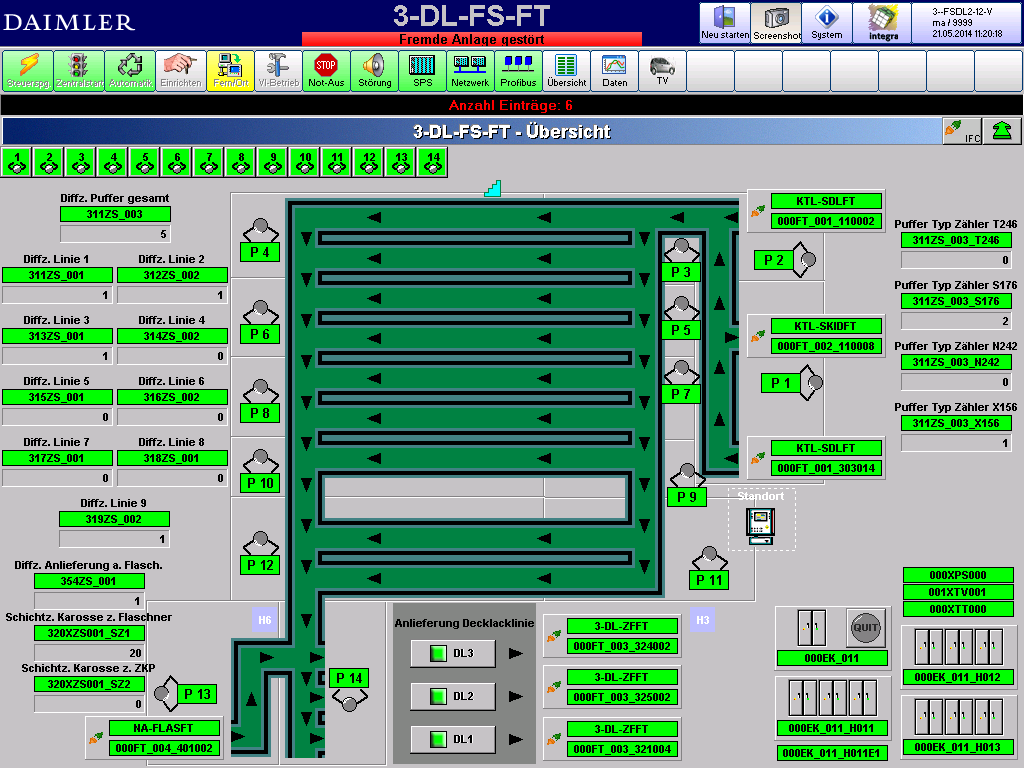 DAIMLER
3-DL-FS-FT
Fremde Anlage gestört
Neu starten
Screenshot
System
Integra
3--FSDL2-12-V
ma / 9999
21.05.2014 11:20:18
Steuerspg.
Zentralstart
Automatik
Einrichten
Fern/Ort
VI-Betrieb
STOP
Not-Aus
Störung
SPS
Netzwerk
Profibus
Übersicht
Daten
TV
Anzahl Einträge: 6
3-DL-FS-FT - Übersicht
IFC
1 2 3 4 5 6 7 8 9 10 11 12 13 14
Diffz. Puffer gesamt
311ZS_003
5
Diffz. Linie 1
311ZS_001
1
Diffz. Linie 2
312ZS_002
1
Diffz. Linie 3
313ZS_001
1
Diffz. Linie 4
314ZS_002
0
Diffz. Linie 5
315ZS_001
0
Diffz. Linie 6
316ZS_002
0
Diffz. Linie 7
317ZS_001
0
Diffz. Linie 8
318ZS_001
0
Diffz. Linie 9
319ZS_002
1
Diffz. Anlieferung a. Flasch.
354ZS_001
1
Schichtz. Karosse z. Flaschner
320XZS001_SZ1
20
Schichtz. Karosse z. ZKP
320XZS001_SZ2
0
NA-FLASFT
000FT_004_401002
P 4
P 6
P 8
P 10
P 12
P 13
H6
P 14
P 3
P 5
P 7
P 9
P 11
P 2
P 1
KTL-SDLFT
000FT_001_110002
KTL-SKIDFT
000FT_002_110008
KTL-SDLFT
000FT_001_303014
Standort
Puffer Typ Zähler T246
311ZS_003_T246
0
Puffer Typ Zähler S176
311ZS_003_S176
2
Puffer Typ Zähler N242
311ZS_003_N242
0
Puffer Typ Zähler X156
311ZS_003_X156
1
Anlieferung Decklacklinie
DL3
DL2
DL1
3-DL-ZFFT
000FT_003_324002
3-DL-ZFFT
000FT_003_325002
3-DL-ZFFT
000FT_003_321004
H3
000XPS000
001XTV001
000XTT000
QUIT
000EK_011
000EK_011_H012
000EK_011_H011
000EK_011_H011E1
000EK_011_H013